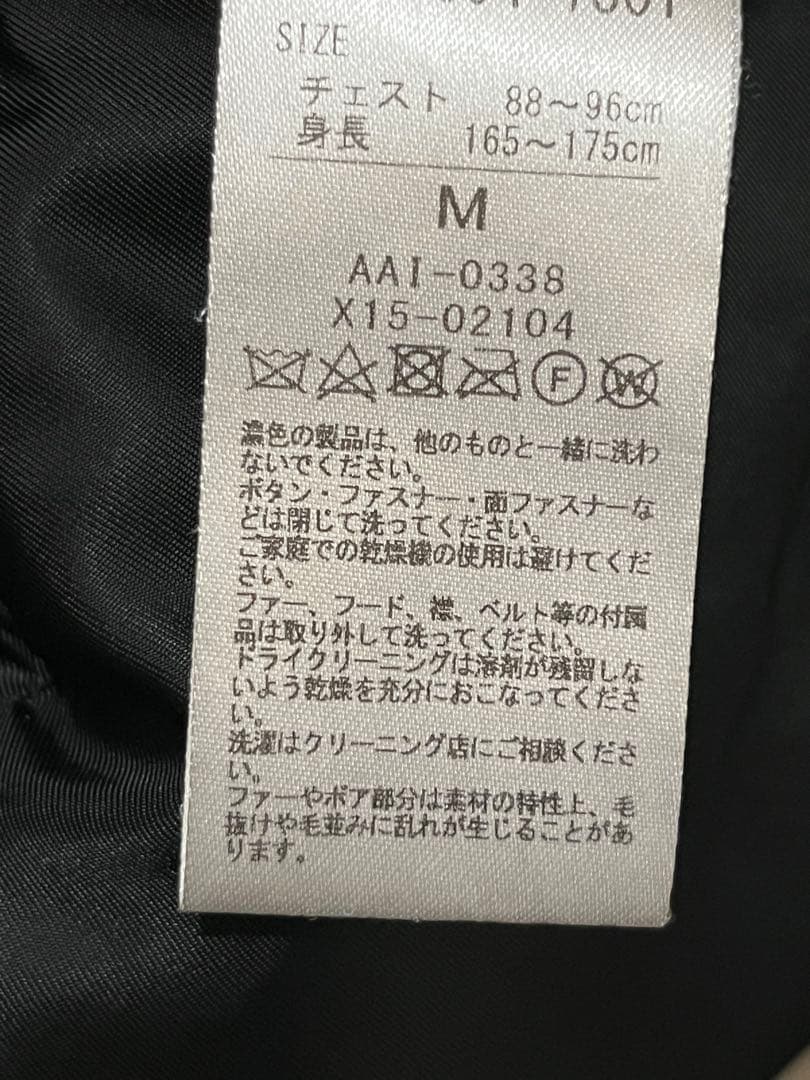 SIZE
チェスト 88～96cm
身長 165～175cm
M
AAI-0338
X15-02104
F W
濃色の製品は、他のものと一緒に洗わ
ないでください。
ボタン・ファスナー・面ファスナーな
どは閉じて洗ってください。
ご家庭での乾燥機の使用は避けてくだ
さい。
ファー、フード、襟、ベルト等の付属
品は取り外して洗ってください。
ドライクリーニングは溶剤が残留しな
いよう乾燥を充分におこなってくださ
い。
洗濯はクリーニング店にご相談くださ
い。
ファーやボア部分は素材の特性上、毛
抜けや毛並みに乱れが生じることがあ
ります。